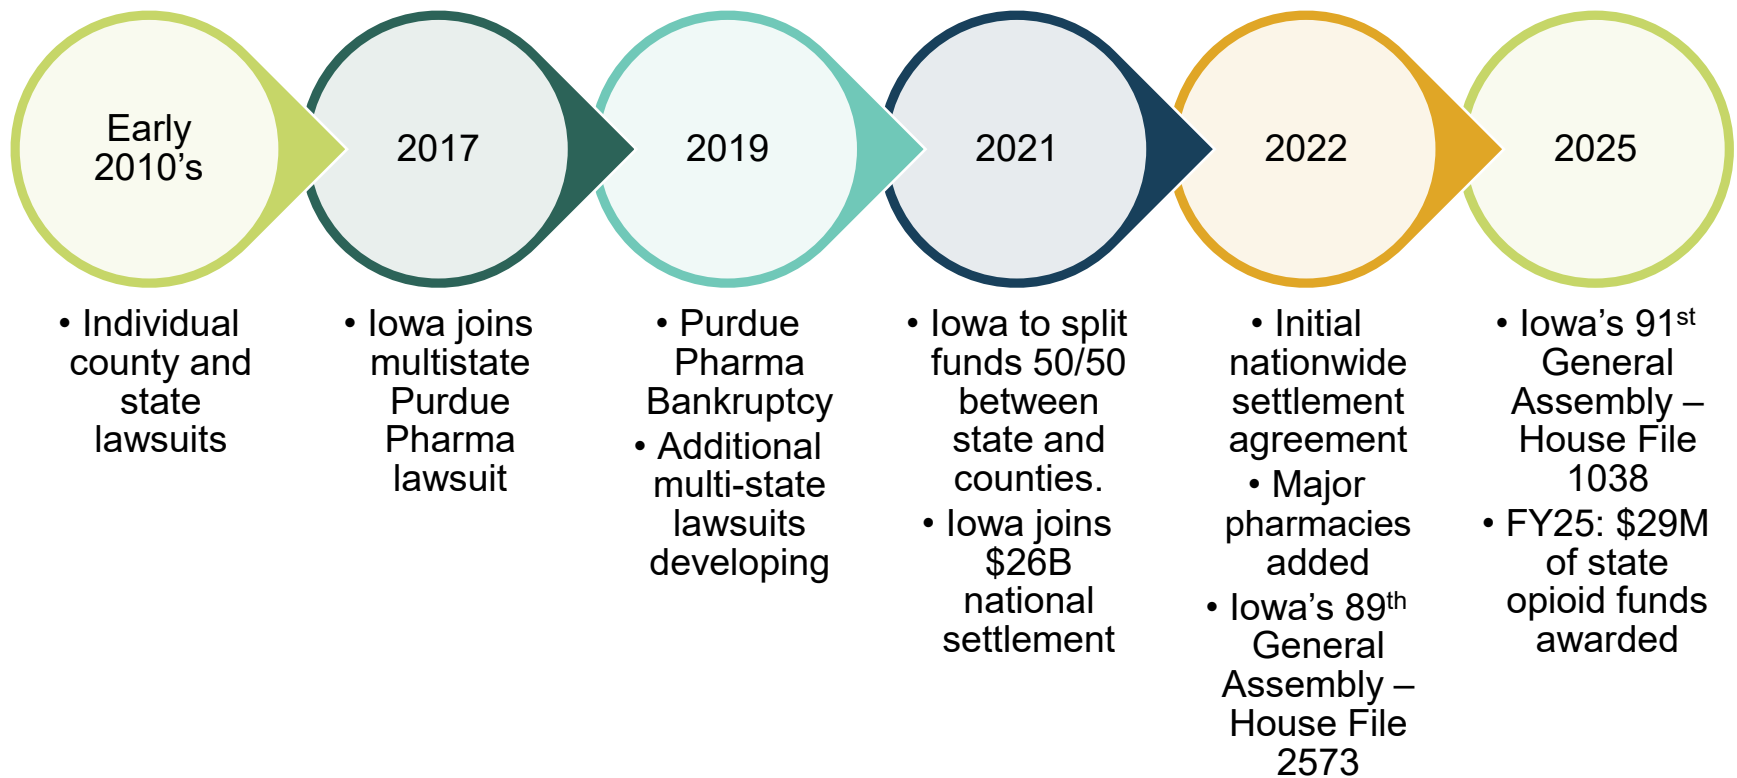 Early
2010’s
2017
2019
2021
2022
2025
• Individual
county and
state
lawsuits
• Iowa joins
multistate
Purdue
Pharma
lawsuit
• Purdue
Pharma
Bankruptcy
• Additional
multi-state
lawsuits
developing
• Iowa to split
funds 50/50
between
state and
counties.
• Iowa joins
$26B
national
settlement
• Initial
nationwide
settlement
agreement
• Major
pharmacies
added
• Iowa’s 89th
General
Assembly –
House File
2573
• Iowa’s 91st
General
Assembly –
House File
1038
• FY25: $29M
of state
opioid funds
awarded